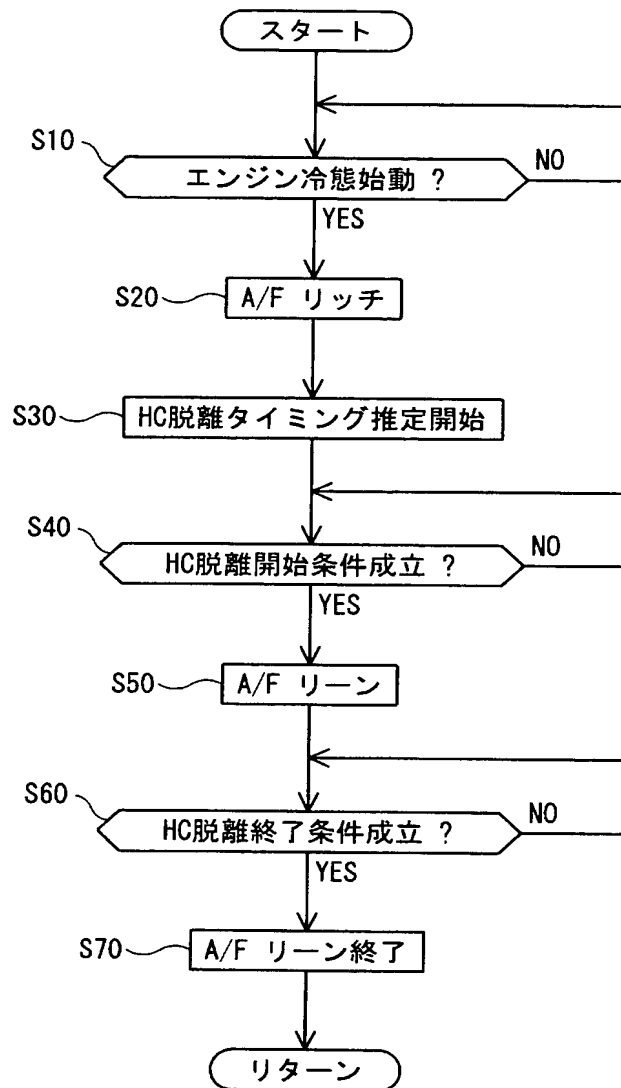 スタート
S10
エンジン冷態始動 ?
NO
YES
S20
A/F リッチ
S30
HC脱離タイミング推定開始
S40
HC脱離開始条件成立 ?
NO
YES
S50
A/F リーン
S60
HC脱離終了条件成立 ?
NO
YES
S70
A/F リーン終了
リターン